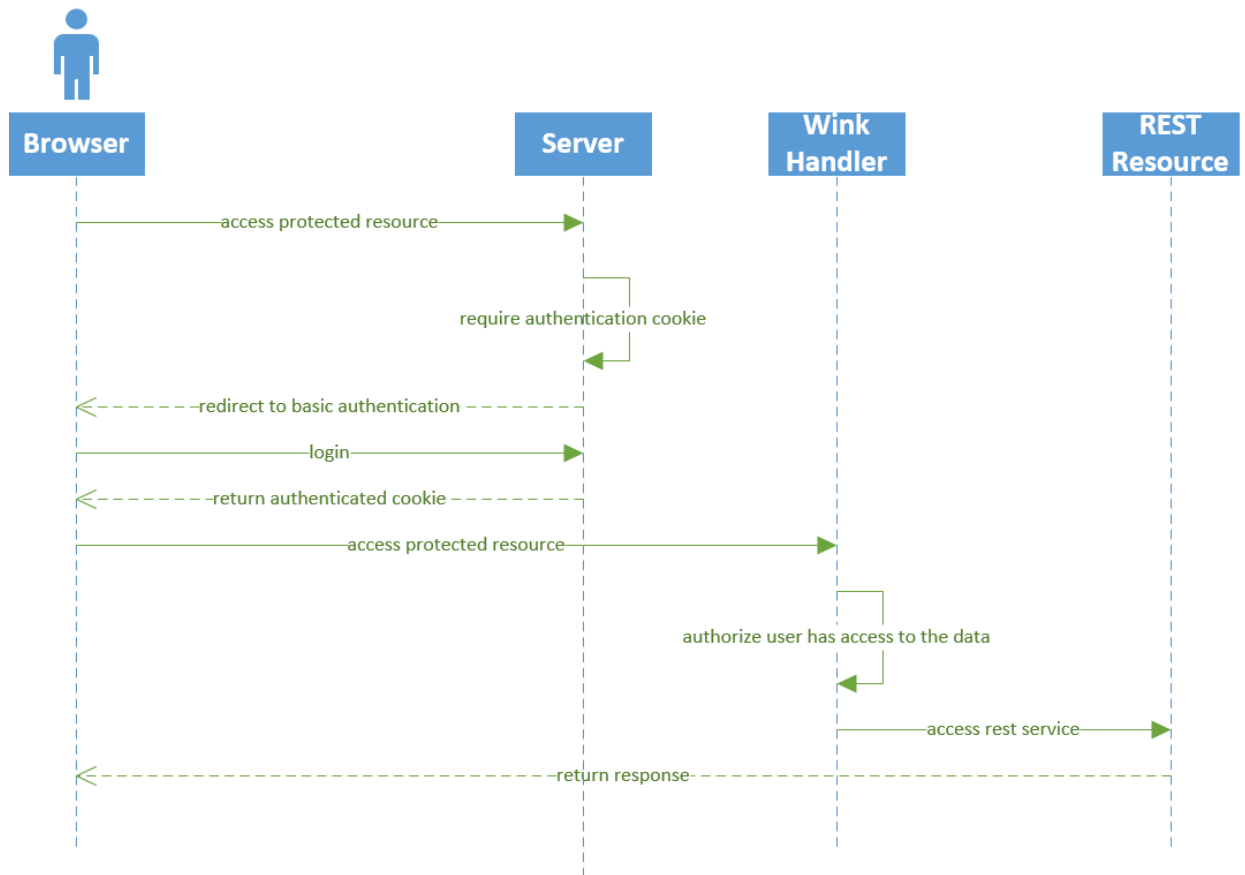 Browser
Server
Wink
Handler
REST
Resource
access protected resource
require authentication cookie
redirect to basic authentication
login
return authenticated cookie
access protected resource
authorize user has access to the data
access rest service
return response